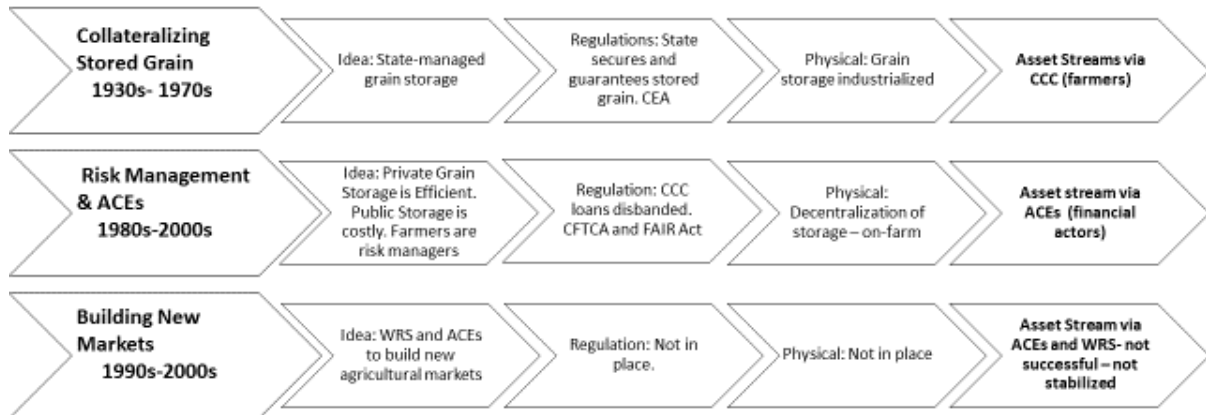 Collateralizing
Stored Grain
1930s- 1970s
Idea: State-managed
grain storage
Regulations: State
secures and
guarantees stored
grain. CEA
Physical: Grain
storage industrialized
Asset Streams via
CCC (farmers)
Risk Management
& ACEs
1980s-2000s
Idea: Private Grain
Storage is Efficient.
Public Storage is
costly. Farmers are
risk managers
Regulation: CCC
loans disbanded.
CFTCA and FAIR Act
Physical:
Decentralization of
storage – on-farm
Asset stream via
ACEs (financial
actors)
Building New
Markets
1990s-2000s
Idea: WRS and ACEs
to build new
agricultural markets
Regulation: Not in
place.
Physical: Not in place
Asset Stream via
ACEs and WRS- not
successful – not
stabilized